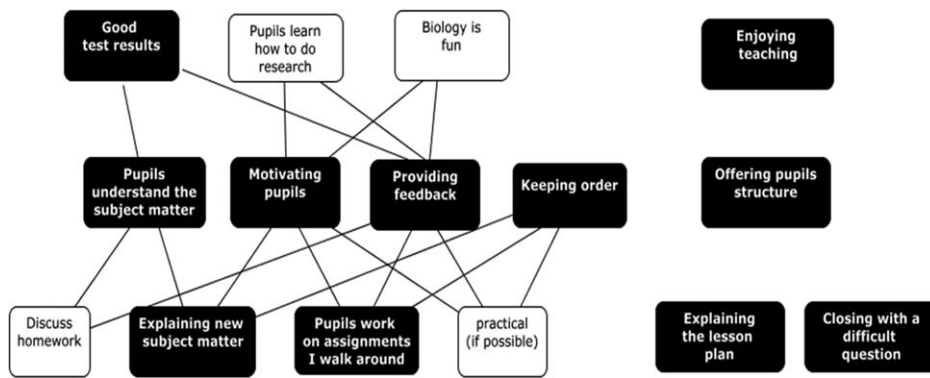 Good
test results
Pupils learn
how to do
research
Biology is
fun
Enjoying
teaching
Pupils
understand the
subject matter
Motivating
pupils
Providing
feedback
Keeping order
Offering pupils
structure
Discuss
homework
Explaining new
subject matter
Pupils work
on assignments
I walk around
practical
(if possible)
Explaining
the lesson
plan
Closing with a
difficult
question